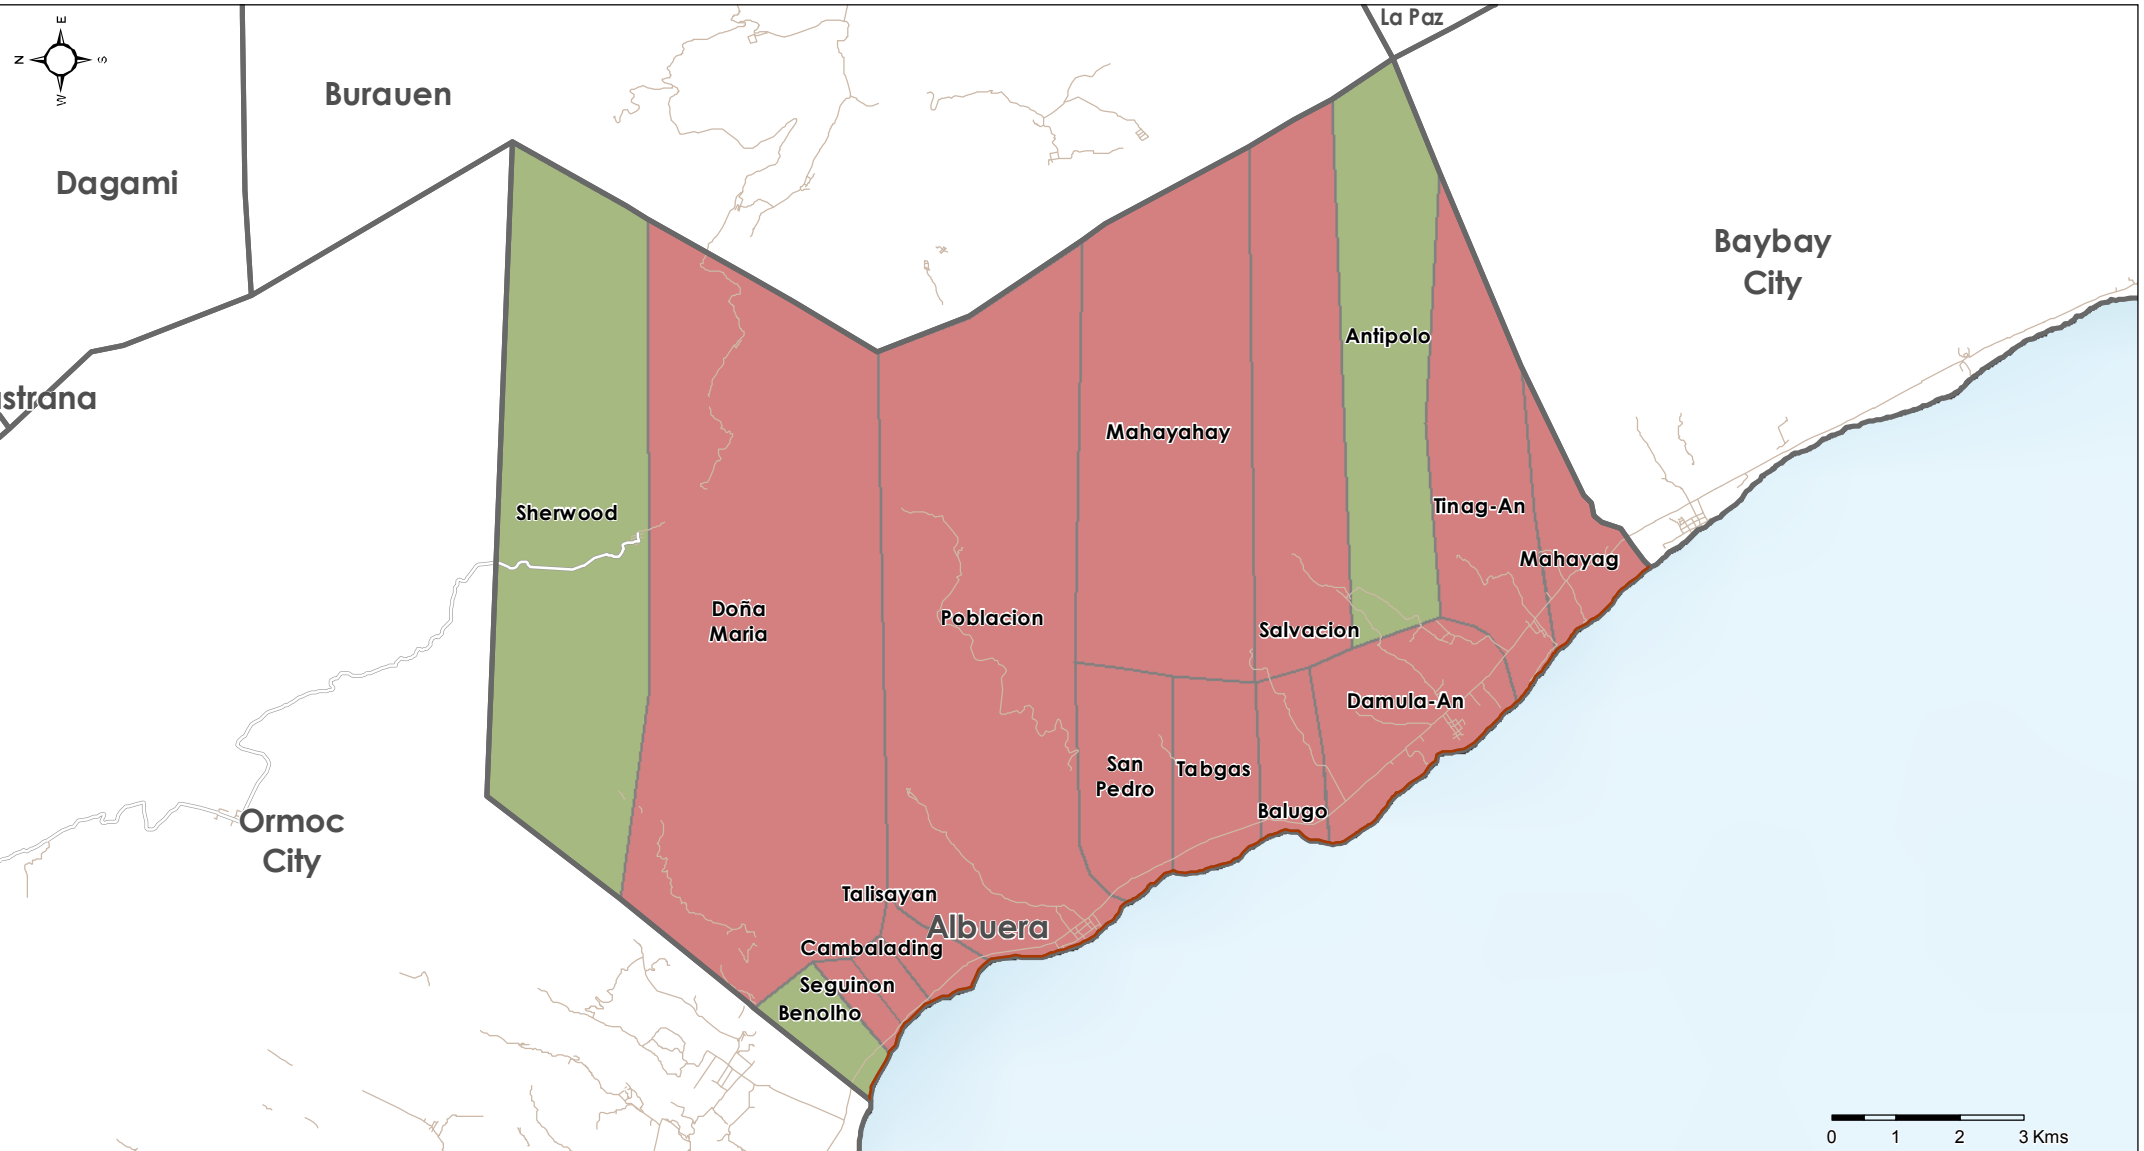 La Paz
E
N
S
W
Burauen
Dagami
Baybay
City
Antipolo
strana
Mahayahay
Sherwood
Tinag-An
Mahayag
Doña
Maria
Poblacion
Salvacion
Damula-An
San
Pedro
Tabgas
Balugo
Ormoc
City
Talisayan
Albuera
Cambalading
Seguinon
Benolho
0 1 2 3 Kms